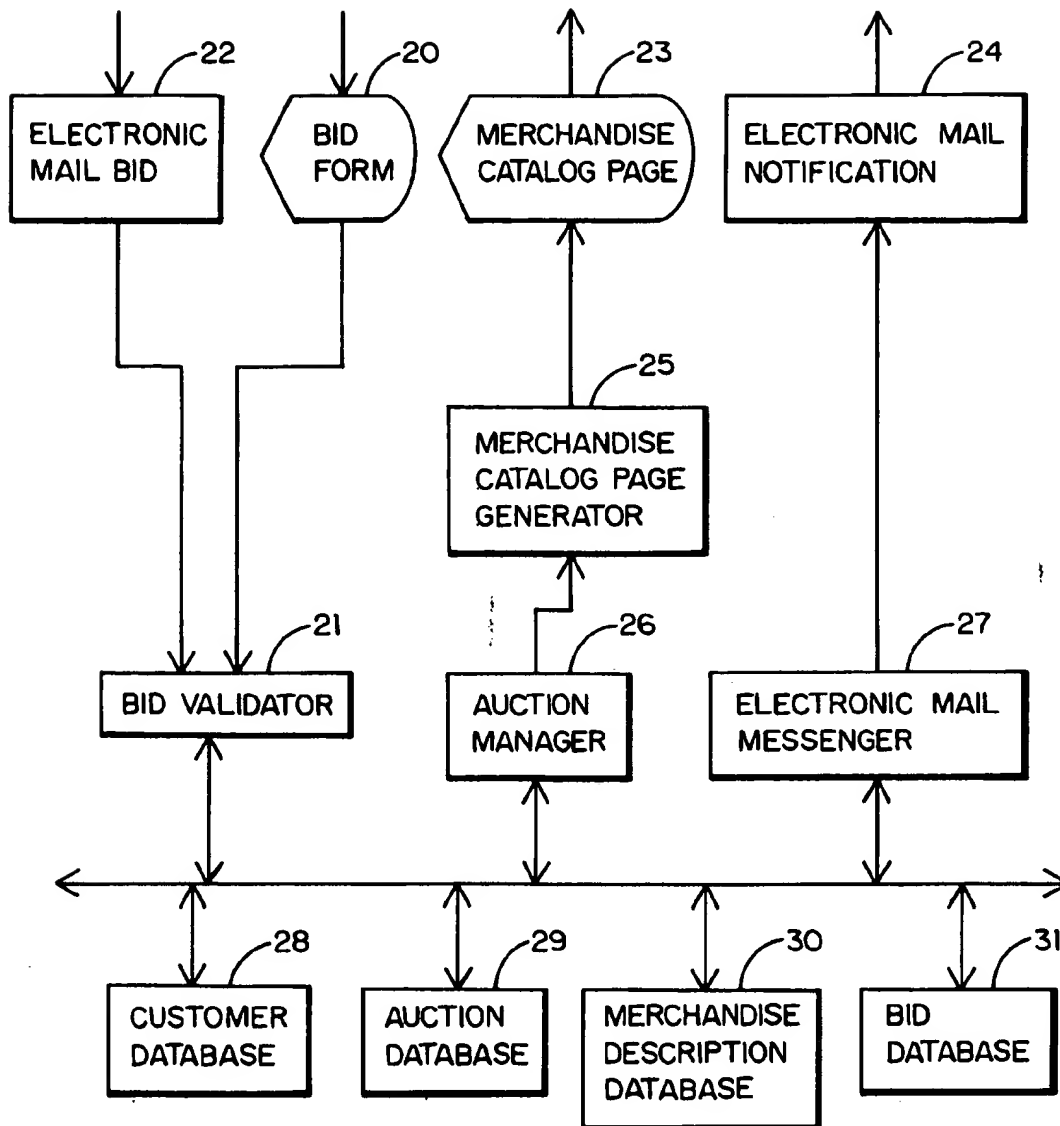 22
20
23
24
ELECTRONIC
MAIL BID
BID
FORM
MERCHANDISE
CATALOG PAGE
ELECTRONIC MAIL
NOTIFICATION
25
MERCHANDISE
CATALOG PAGE
GENERATOR
21
26
27
BID VALIDATOR
AUCTION
MANAGER
ELECTRONIC MAIL
MESSENGER
28
29
30
31
CUSTOMER
DATABASE
AUCTION
DATABASE
MERCHANDISE
DESCRIPTION
DATABASE
BID
DATABASE